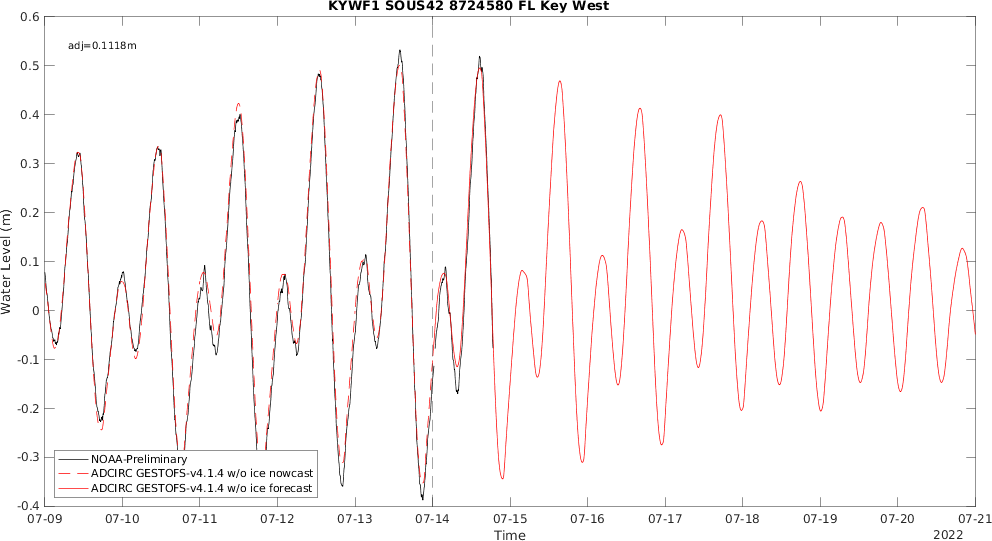 KYWF1 SOUS42 8724580 FL Key West
adj=0.1118m
0.6
0.5
0.4
0.3
0.2
0.1
0
-0.1
-0.2
-0.3
-0.4
Water Level (m)
NOAA-Preliminary
ADCIRC GESTOFS-v4.1.4 w/o ice nowcast
ADCIRC GESTOFS-v4.1.4 w/o ice forecast
07-09 07-10 07-11 07-12 07-13 07-14 07-15 07-16 07-17 07-18 07-19 07-20 07-21
Time
2022